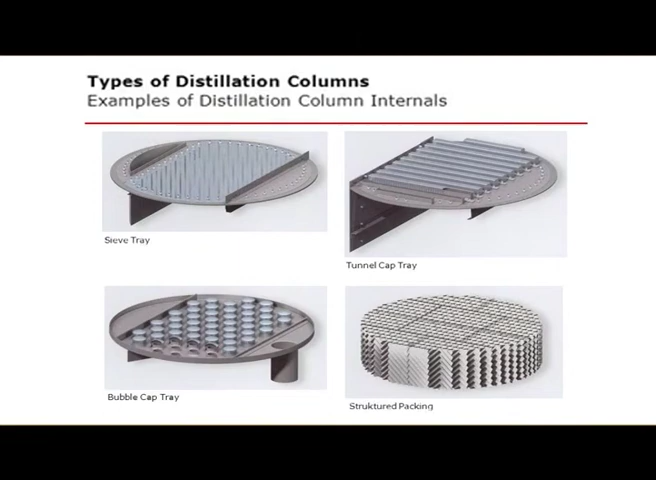 Types of Distillation Columns
Examples of Distillation Column Internals
Sieve Tray
Tunnel Cap Tray
Bubble Cap Tray
Struktured Packing